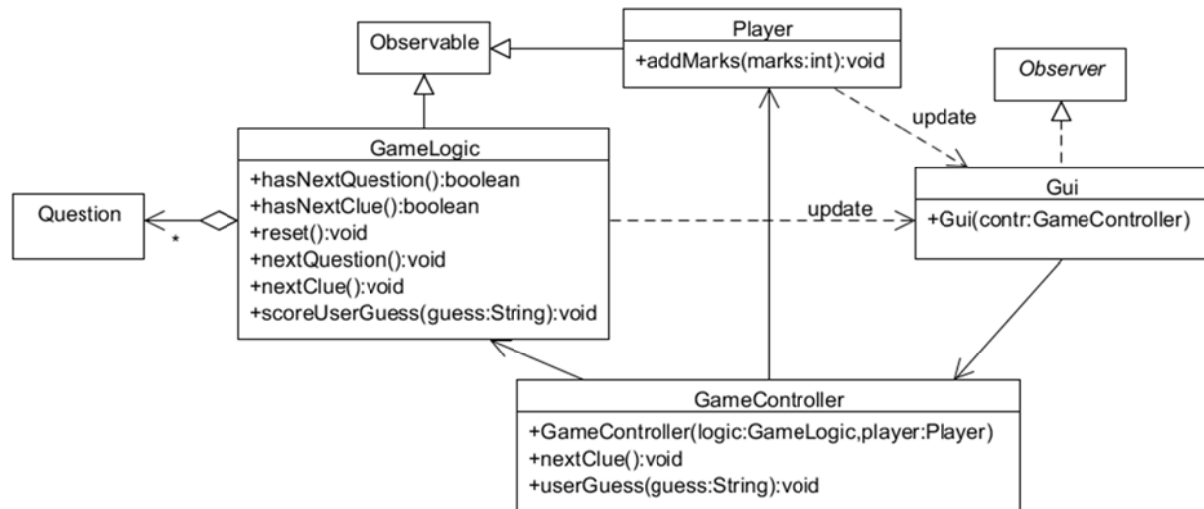 Observable
Player
+addMarks(marks:int):void
Observer
update
GameLogic
+hasNextQuestion():boolean
+hasNextClue():boolean
+reset():void
+nextQuestion():void
+nextClue():void
+scoreUserGuess(guess:String):void
Question
*
update
Gui
+Gui(contr:GameController)
GameController
+GameController(logic:GameLogic,player:Player)
+nextClue():void
+userGuess(guess:String):void